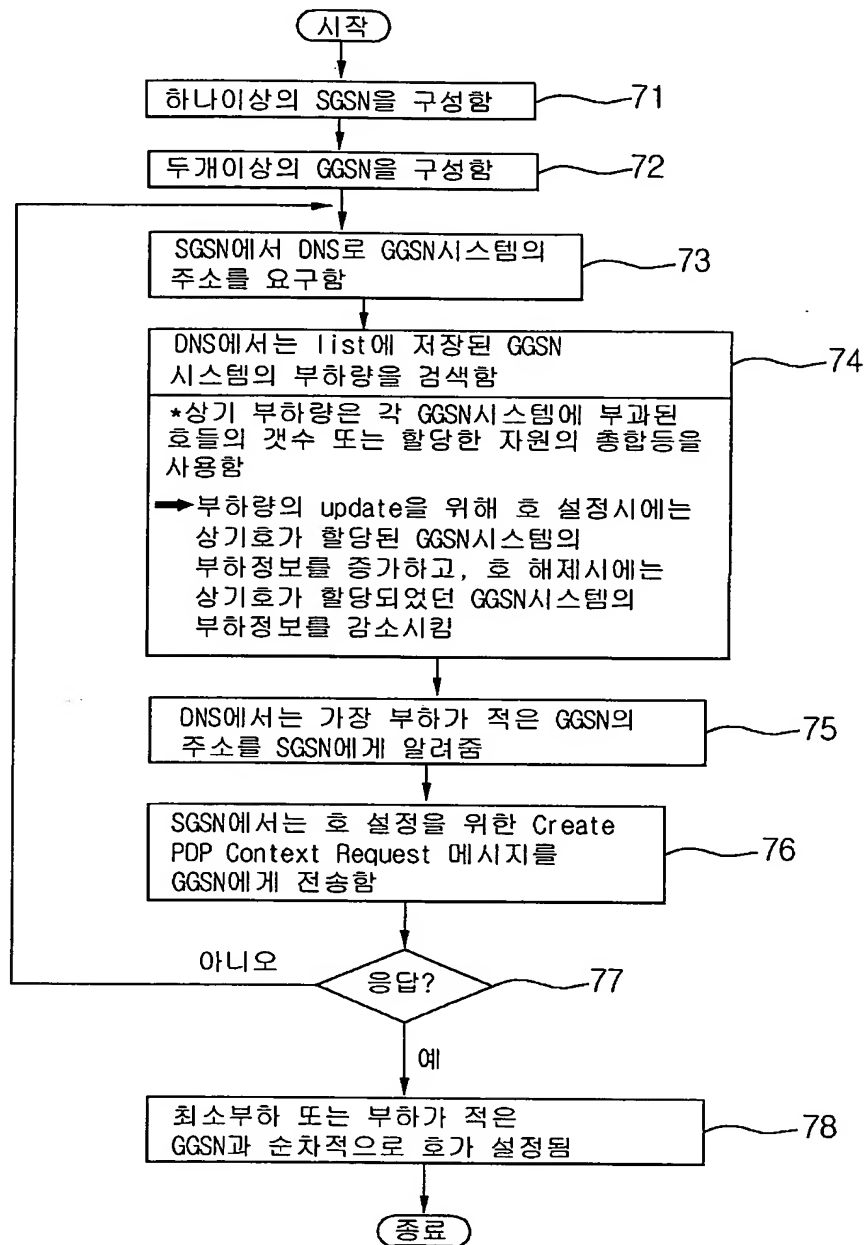 시작
하나이상의 SGSN을 구성함
71
두개이상의 GGSN을 구성함
72
SGSN에서 DNS로 GGSN시스템의
주소를 요구함
73
DNS에서는 list에 저장된 GGSN
시스템의 부하량을 검색함
74
*상기 부하량은 각 GGSN시스템에 부과된
호들의 갯수 또는 할당한 자원의 총합등을
사용함
➡부하량의 update을 위해 호 설정시에는
상기호가 할당된 GGSN시스템의
부하정보를 증가하고, 호 해제시에는
상기호가 할당되었던 GGSN시스템의
부하정보를 감소시킴
DNS에서는 가장 부하가 적은 GGSN의
주소를 SGSN에게 알려줌
75
SGSN에서는 호 설정을 위한 Create
PDP Context Request 메시지를
GGSN에게 전송함
76
아니오
응답?
77
예
최소부하 또는 부하가 적은
GGSN과 순차적으로 호가 설정됨
78
종료